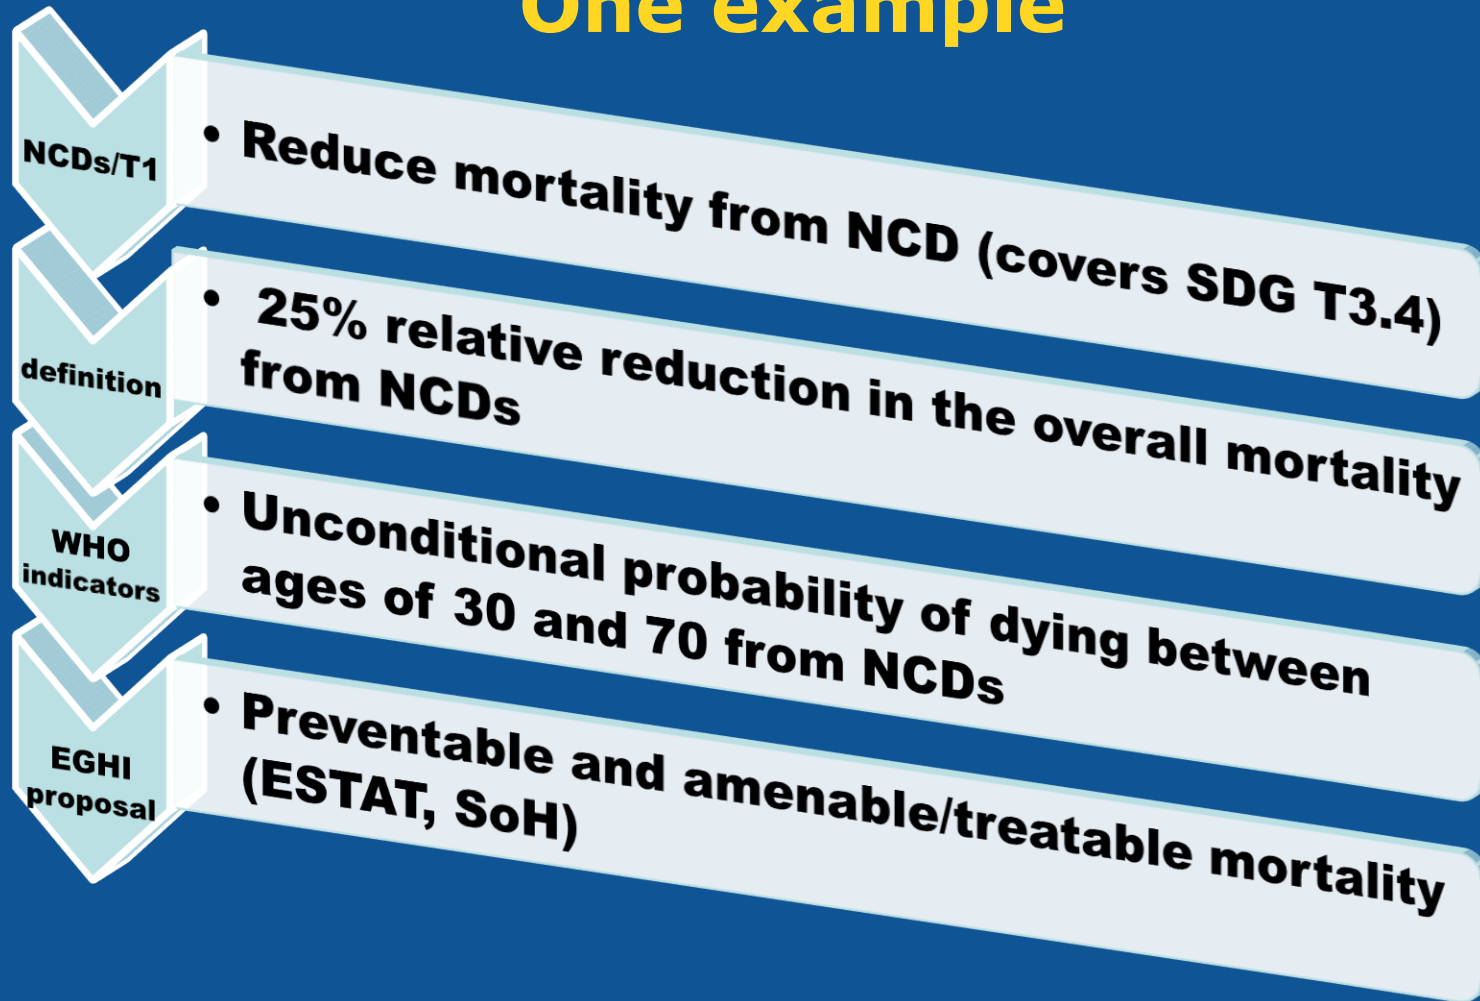 One example
NCDs/T1
• Reduce mortality from NCD (covers SDG T3.4)
definition
• 25% relative reduction in the overall mortality
from NCDs
WHO
indicators
• Unconditional probability of dying between
ages of 30 and 70 from NCDs
EGHI
proposal
• Preventable and amenable/treatable mortality
(ESTAT, SoH)